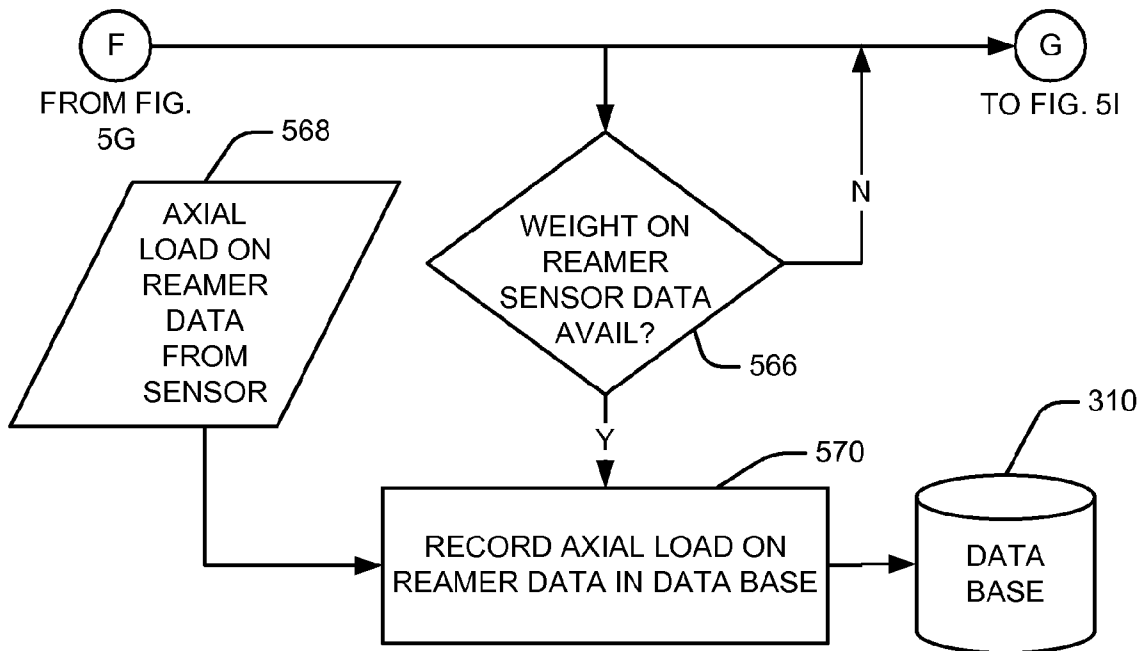 F
G
FROM FIG.
5G
TO FIG. 5I
568
AXIAL
LOAD ON
REAMER
DATA
FROM
SENSOR
WEIGHT ON
REAMER
SENSOR DATA
AVAIL?
N
566
Y
570
310
RECORD AXIAL LOAD ON
REAMER DATA IN DATA BASE
DATA
BASE